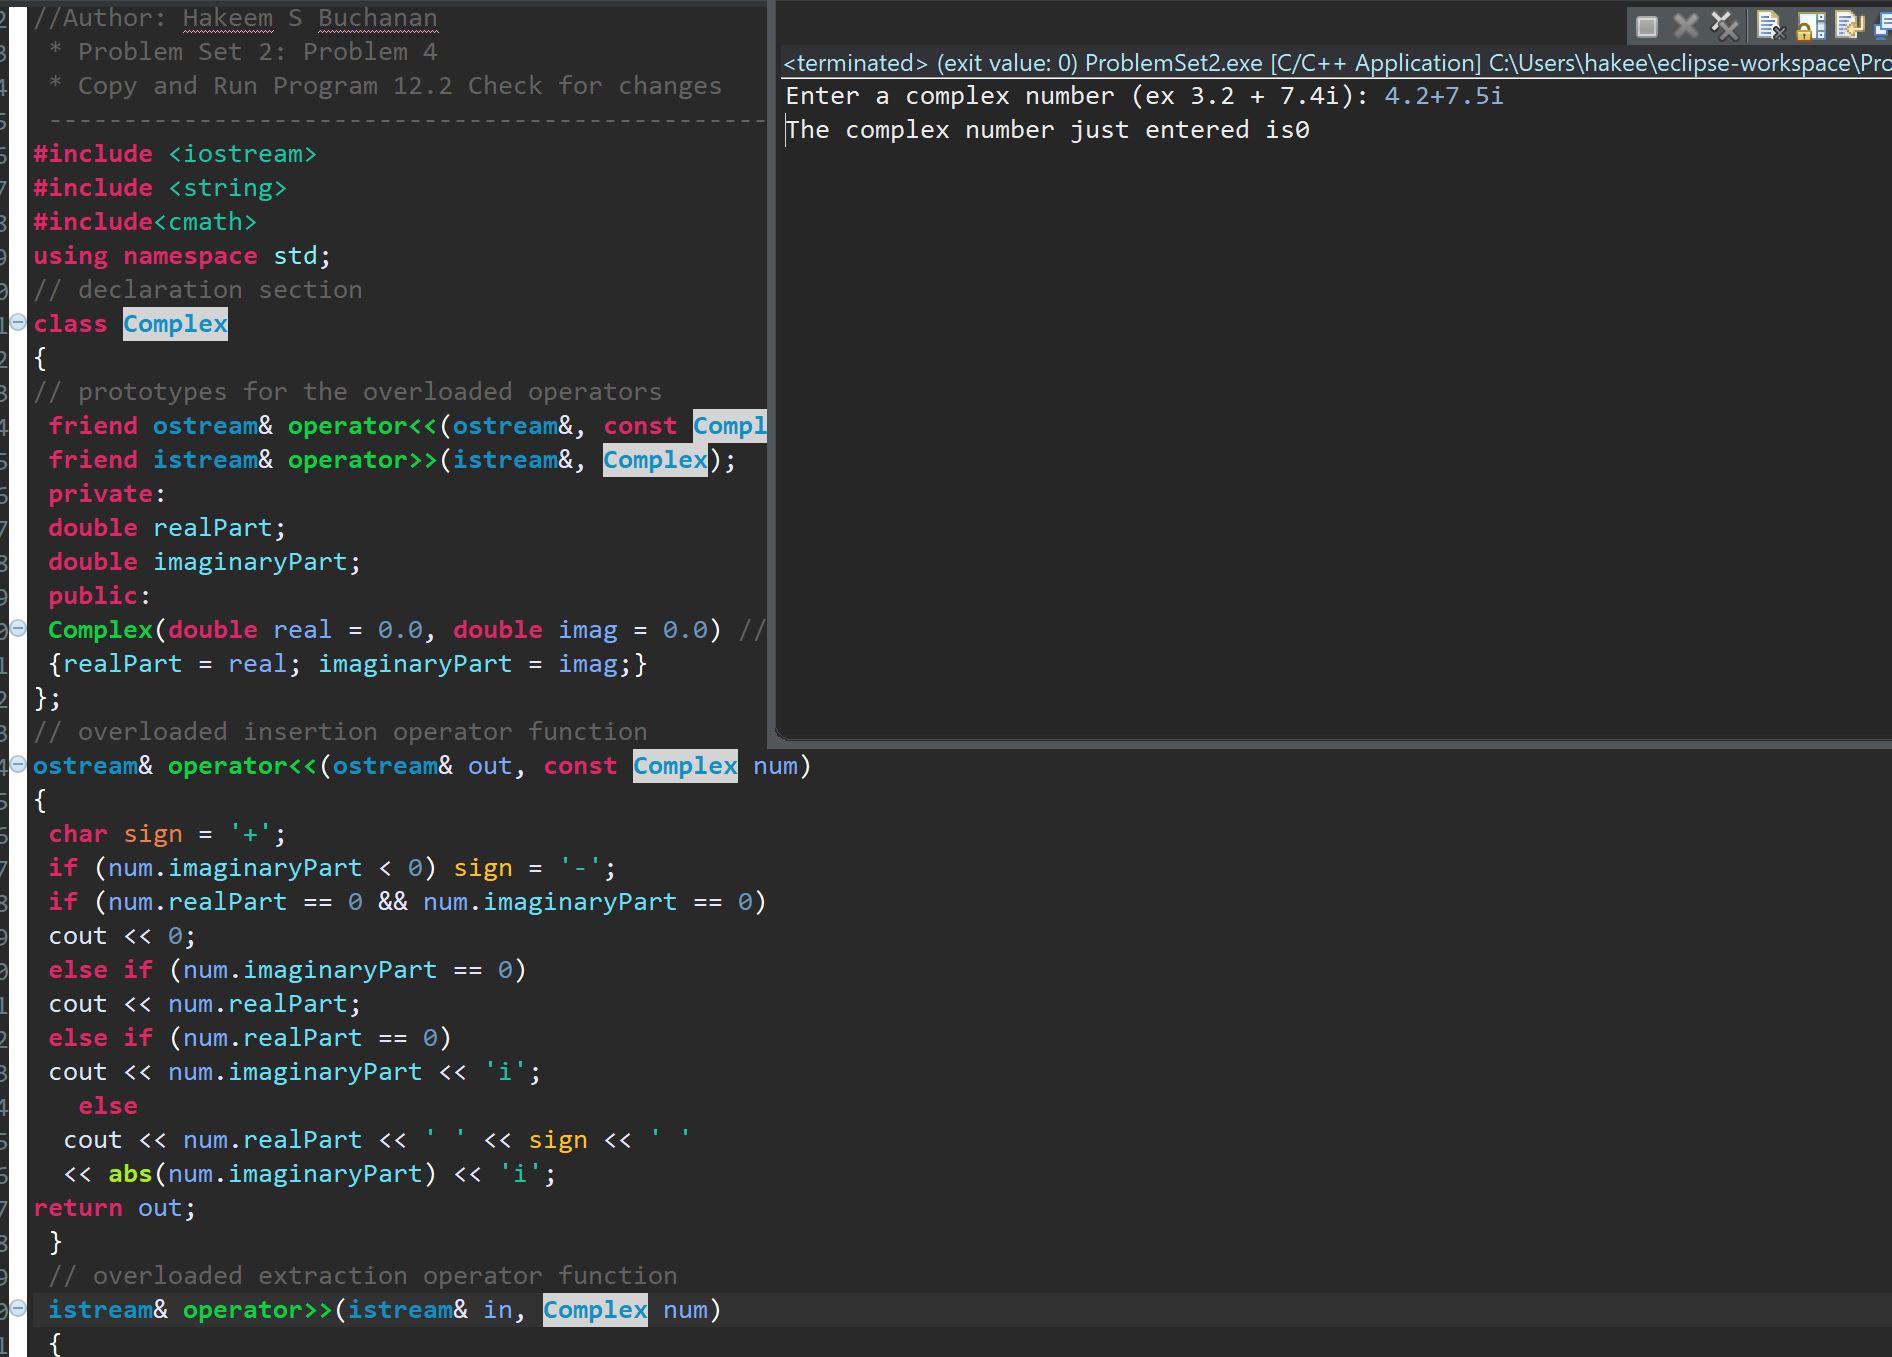 //Author: Hakeem S Buchanan
* Problem Set 2: Problem 4
* Copy and Run Program 12.2 Check for changes
------------------------------------------------
#include <iostream>
#include <string>
#include<cmath>
using namespace std;
// declaration section
class Complex
{
// prototypes for the overloaded operators
friend ostream& operator<<(ostream&, const Compl
friend istream& operator>>(istream&, Complex);
private:
double realPart;
double imaginaryPart;
public:
Complex(double real = 0.0, double imag = 0.0) //
{realPart = real; imaginaryPart = imag;}
};
// overloaded insertion operator function
ostream& operator<<(ostream& out, const Complex num)
{
char sign = '+';
if (num.imaginaryPart < 0) sign = '-';
if (num.realPart == 0 && num.imaginaryPart == 0)
cout << 0;
else if (num.imaginaryPart == 0)
cout << num.realPart;
else if (num.realPart == 0)
cout << num.imaginaryPart << 'i';
else
cout << num.realPart << ' ' << sign << ' '
<< abs(num.imaginaryPart) << 'i';
return out;
}
// overloaded extraction operator function
istream& operator>>(istream& in, Complex num)
{
<terminated> (exit value: 0) ProblemSet2.exe [C/C++ Application] C:\Users\hakee\eclipse-workspace\Pro
Enter a complex number (ex 3.2 + 7.4i): 4.2+7.5i
The complex number just entered is0